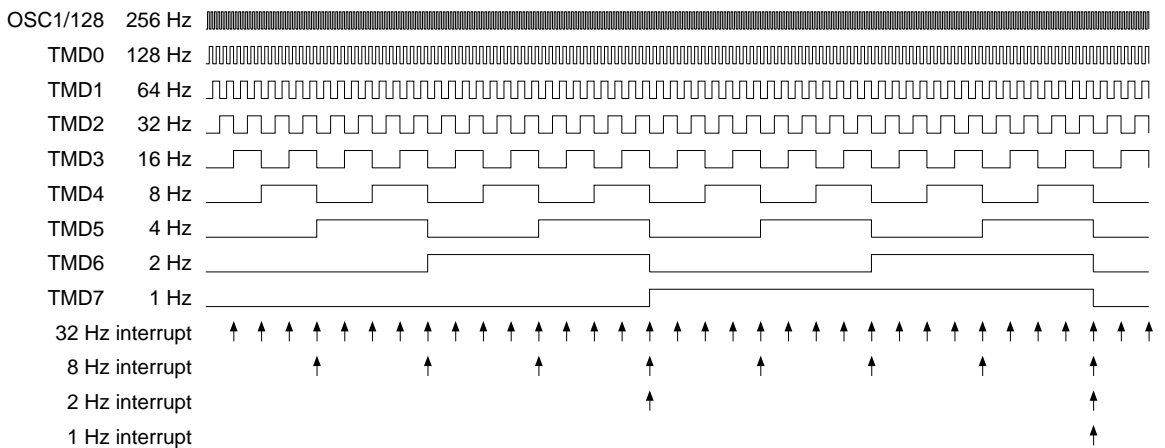 OSC1/128 256 Hz
TMD0 128 Hz
TMD1 64 Hz
TMD2 32 Hz
TMD3 16 Hz
TMD4 8 Hz
TMD5 4 Hz
TMD6 2 Hz
TMD7 1 Hz
32 Hz interrupt
8 Hz interrupt
2 Hz interrupt
1 Hz interrupt